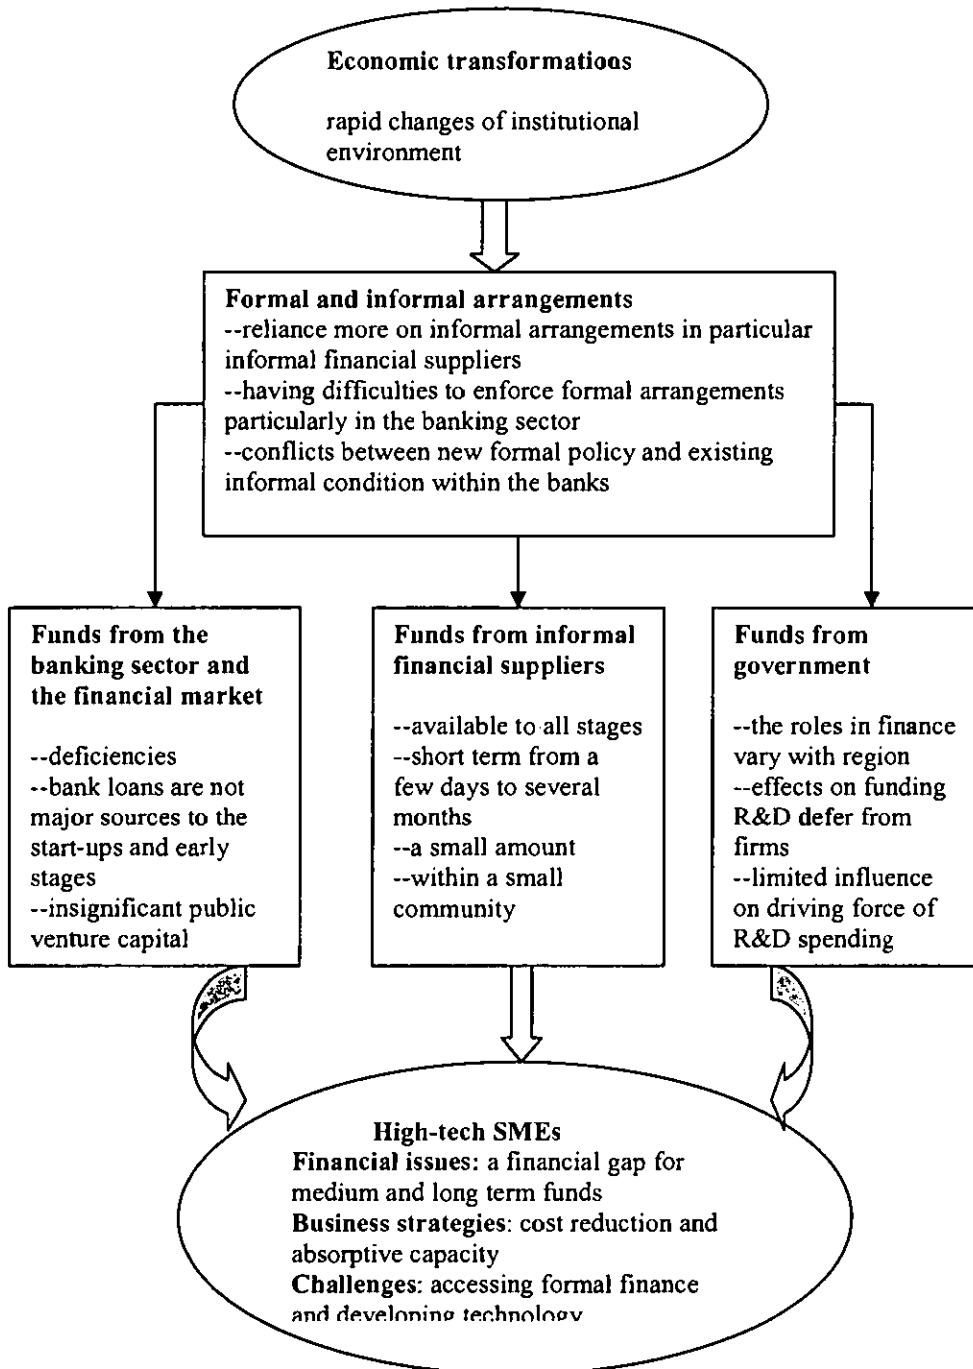 Economic transformations
rapid changes of institutional
environment
Formal and informal arrangements
--reliance more on informal arrangements in particular
informal financial suppliers
--having difficulties to enforce formal arrangements
particularly in the banking sector
--conflicts between new formal policy and existing
informal condition within the banks
Funds from the
banking sector and
the financial market
--deficiencies
--bank loans are not
major sources to the
start-ups and early
stages
--insignificant public
venture capital
Funds from informal
financial suppliers
--available to all stages
--short term from a
few days to several
months
--a small amount
--within a small
community
Funds from
government
--the roles in finance
vary with region
--effects on funding
R&D defer from
firms
--limited influence
on driving force of
R&D spending
High-tech SMEs
Financial issues: a financial gap for
medium and long term funds
Business strategies: cost reduction and
absorptive capacity
Challenges: accessing formal finance
and developing technology